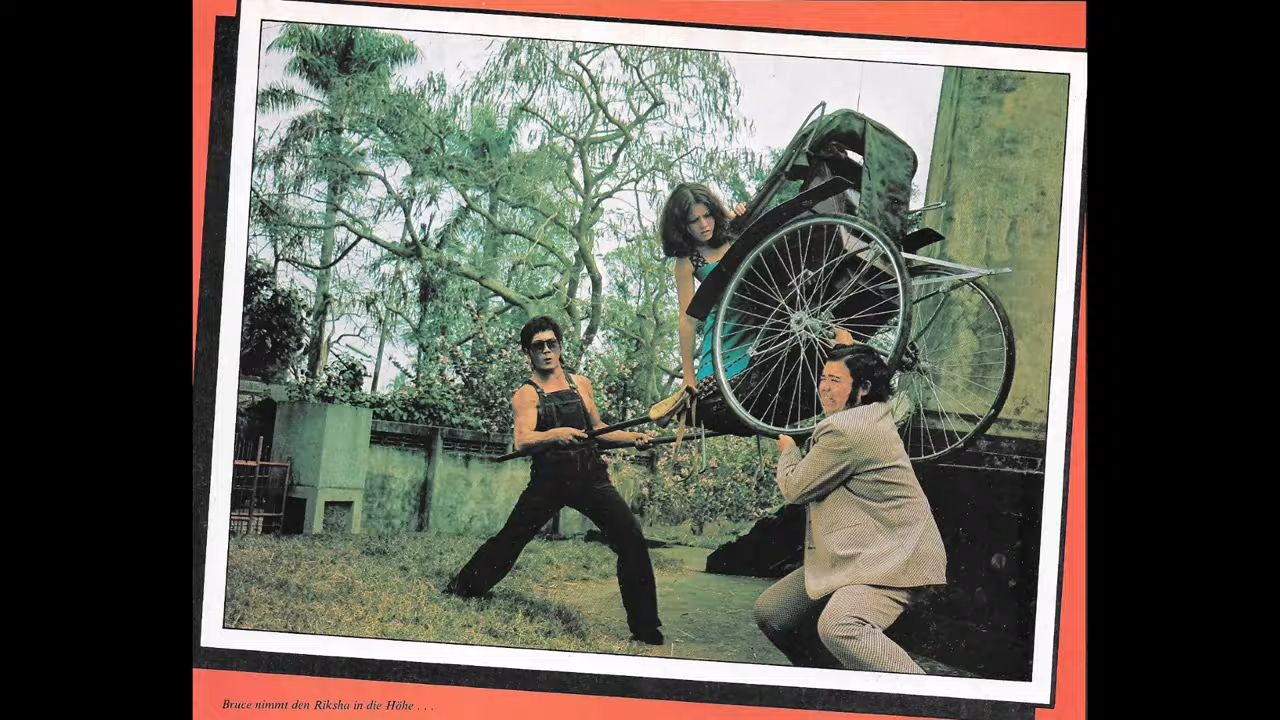 Bruce nimmt den Riksha in die Höhe . . .